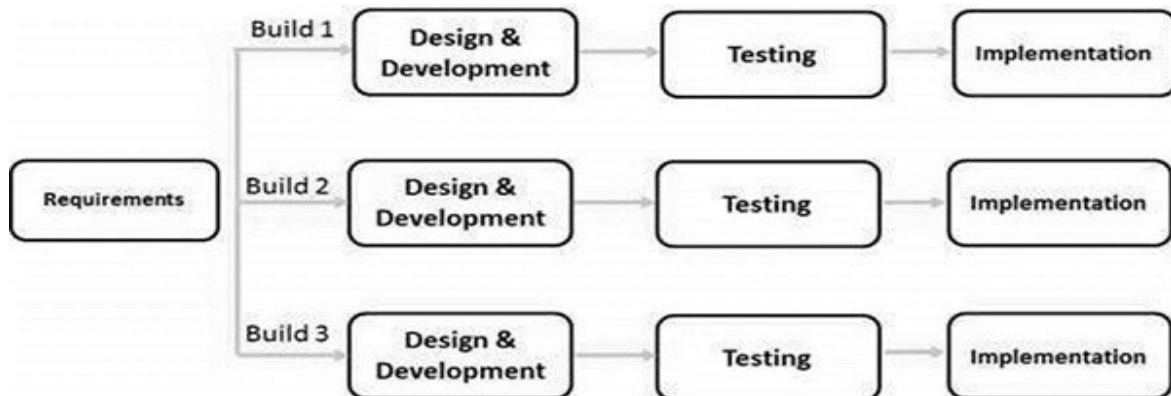 Build 1
Design &
Development
Testing
Implementation
Requirements
Build 2
Design &
Development
Testing
Implementation
Build 3
Design &
Development
Testing
Implementation